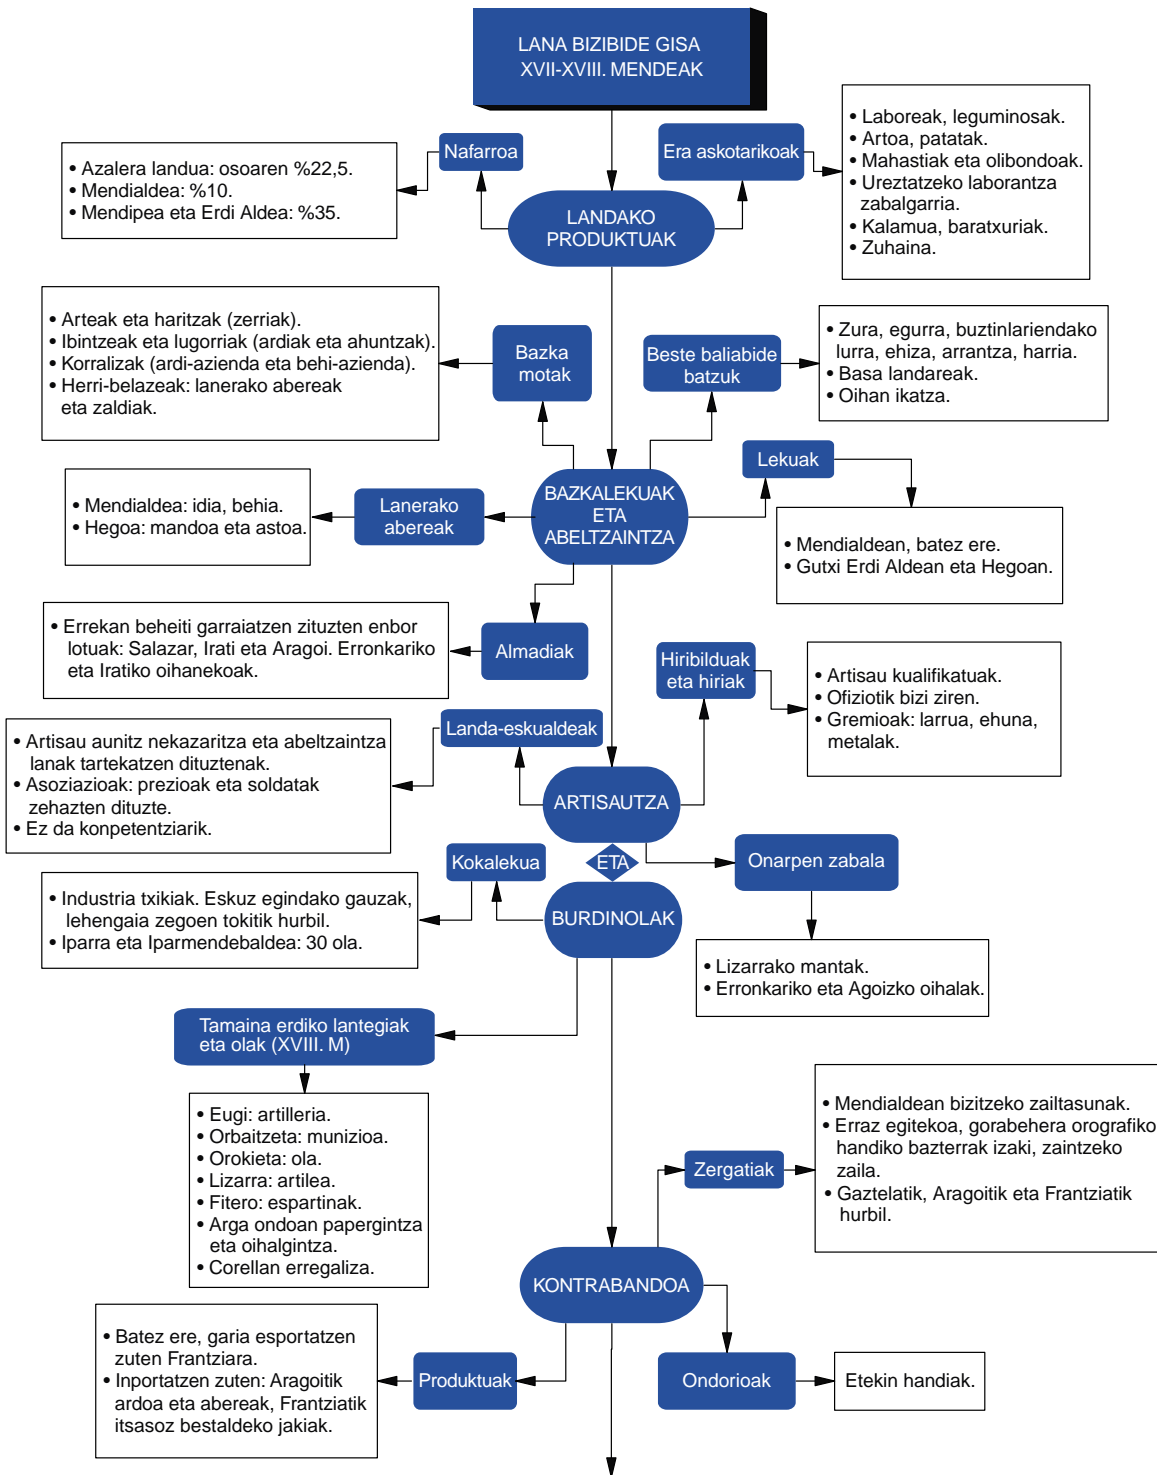 LANA BIZIBIDE GISA
XVII-XVIII. MENDEAK
Nafarroa
• Azalera landua: osoaren %22,5.
• Mendialdea: %10.
• Mendipea eta Erdi Aldea: %35.
Era askotarikoak
• Laboreak, leguminosak.
• Artoa, patatak.
• Mahastiak eta olibondoak.
• Ureztatzeko laborantza
zabalgarria.
• Kalamua, baratxuriak.
• Zuhaina.
LANDAKO
PRODUKTUAK
• Arteak eta haritzak (zerriak).
• Ibintzeak eta lugorriak (ardiak eta ahuntzak).
• Korralizak (ardi-azienda eta behi-azienda).
• Herri-belazeak: lanerako abereak
eta zaldiak.
Bazka
motak
Beste baliabide
batzuk
• Zura, egurra, buztinlariendako
lurra, ehiza, arrantza, harria.
• Basa landareak.
• Oihan ikatza.
Lekuak
• Mendialdea: idia, behia.
• Hegoa: mandoa eta astoa.
Lanerako
abereak
BAZKALEKUAK
ETA
ABELTZAINTZA
• Mendialdean, batez ere.
• Gutxi Erdi Aldean eta Hegoan.
• Errekan beheiti garraiatzen zituzten enbor
lotuak: Salazar, Irati eta Aragoi. Erronkariko
eta Iratiko oihanekoak.
Almadiak
Hiribilduak
eta hiriak
• Artisau kualifikatuak.
• Ofiziotik bizi ziren.
• Gremioak: larrua, ehuna,
metalak.
Landa-eskualdeak
• Artisau aunitz nekazaritza eta abeltzaintza
lanak tartekatzen dituztenak.
• Asoziazioak: prezioak eta soldatak
zehazten dituzte.
• Ez da konpetentziarik.
ARTISAUTZA
ETA
Onarpen zabala
Kokalekua
• Industria txikiak. Eskuz egindako gauzak,
lehengaia zegoen tokitik hurbil.
• Iparra eta Iparmendebaldea: 30 ola.
BURDINOLAK
• Lizarrako mantak.
• Erronkariko eta Agoizko oihalak.
Tamaina erdiko lantegiak
eta olak (XVIII. M)
• Eugi: artilleria.
• Orbaitzeta: munizioa.
• Orokieta: ola.
• Lizarra: artilea.
• Fitero: espartinak.
• Arga ondoan papergintza
eta oihalgintza.
• Corellan erregaliza.
Zergatiak
• Mendialdean bizitzeko zailtasunak.
• Erraz egitekoa, gorabehera orografiko
handiko bazterrak izaki, zaintzeko
zaila.
• Gaztelatik, Aragoitik eta Frantziatik
hurbil.
KONTRABANDOA
• Batez ere, garia esportatzen
zuten Frantziara.
• Inportatzen zuten: Aragoitik
ardoa eta abereak, Frantziatik
itsasoz bestaldeko jakiak.
Produktuak
Ondorioak
Etekin handiak.